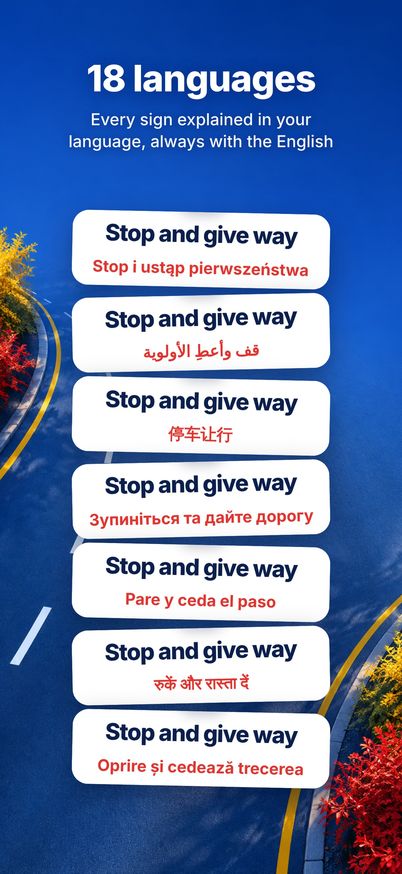 18 languages
Every sign explained in your
language, always with the English
Stop and give way
Stop i ustąp pierwszeństwa
Stop and give way
قف وأعطِ الأولوية
Stop and give way
停车让行
Stop and give way
Зупиніться та дайте дорогу
Stop and give way
Pare y ceda el paso
Stop and give way
रुकें और रास्ता दें
Stop and give way
Oprire și cedează trecerea